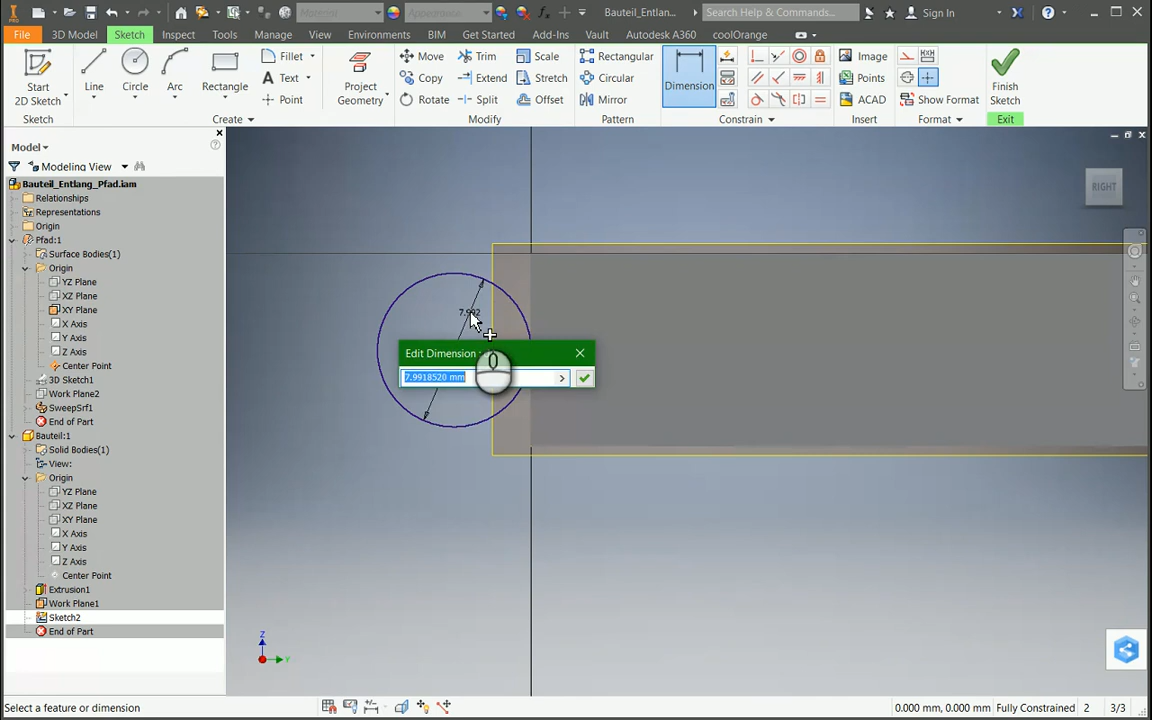 Material
Appearance
Bauteil_Entlan...
Search Help & Commands...
Sign In
PRO
File
3D Model
Sketch
Inspect
Tools
Manage
View
Environments
BIM
Get Started
Add-Ins
Vault
Autodesk A360
coolOrange
Start
2D Sketch
Line
Circle
Arc
Rectangle
Fillet
Text
Point
Project
Geometry
Move
Copy
Rotate
Trim
Extend
Split
Scale
Stretch
Offset
Rectangular
Circular
Mirror
Dimension
Image
Points
ACAD
Show Format
Finish
Sketch
Sketch
Create
Modify
Pattern
Constrain
Insert
Format
Exit
Model
Modeling View
Bauteil_Entlang_Pfad.iam
Relationships
Representations
Origin
Pfad:1
Surface Bodies(1)
Origin
YZ Plane
XZ Plane
XY Plane
X Axis
Y Axis
Z Axis
Center Point
3D Sketch1
Work Plane2
SweepSrf1
End of Part
Bauteil:1
Solid Bodies(1)
View:
Origin
YZ Plane
XZ Plane
XY Plane
X Axis
Y Axis
Z Axis
Center Point
Extrusion1
Work Plane1
Sketch2
End of Part
RIGHT
Edit Dimension :
7.9918520 mm
Z
Y
Select a feature or dimension
0.000 mm, 0.000 mm
Fully Constrained
2
3/3